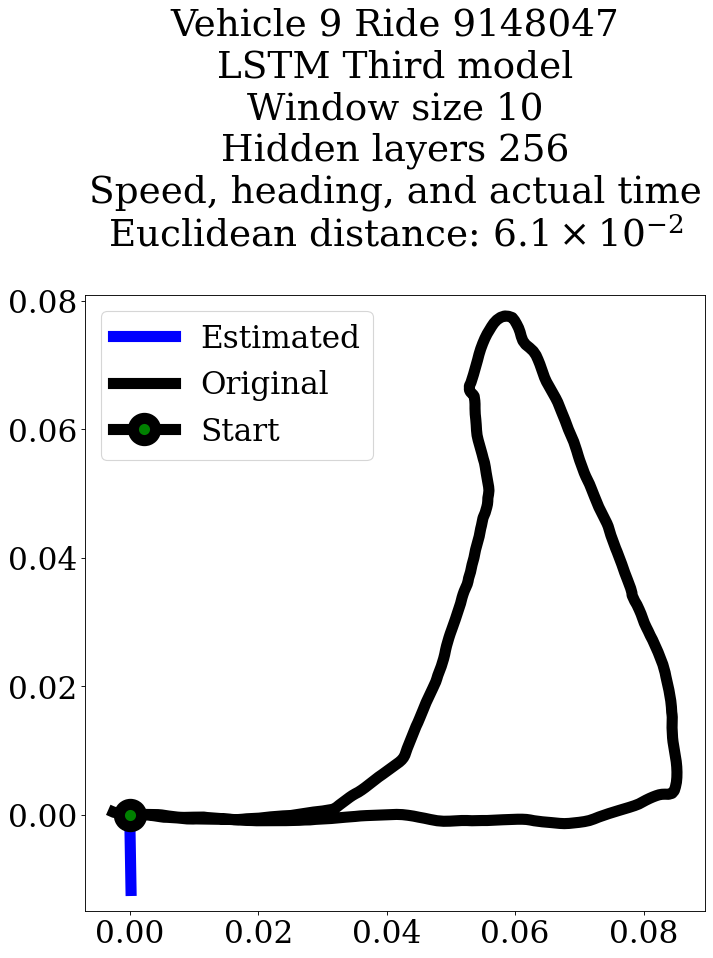 Vehicle 9 Ride 9148047
LSTM Third model
Window size 10
Hidden layers 256
Speed, heading, and actual time
Euclidean distance: 6.1 × 10⁻²
Estimated
Original
Start
0.08
0.06
0.04
0.02
0.00
0.00 0.02 0.04 0.06 0.08